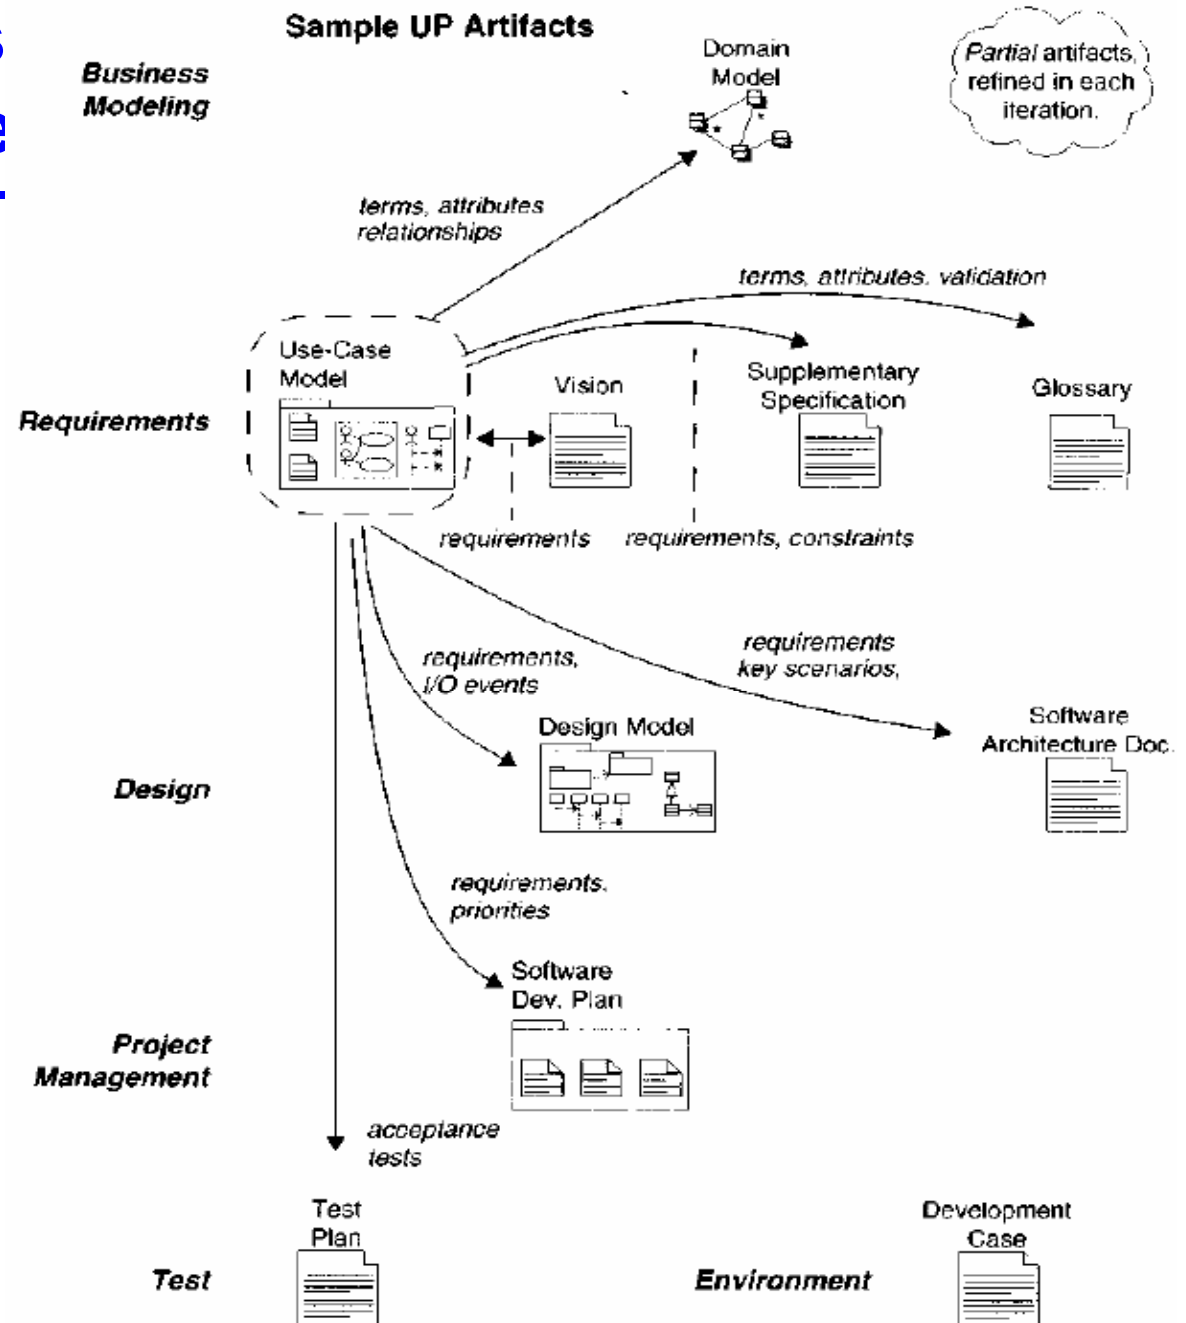 s
e
Sample UP Artifacts
Business
Modeling
Domain
Model
Partial artifacts,
refined in each
iteration.
terms, attributes
relationships
terms, attributes, validation
Use-Case
Model
Vision
Supplementary
Specification
Glossary
Requirements
requirements
requirements, constraints
requirements
key scenarios,
requirements,
I/O events
Design Model
Software
Architecture Doc.
Design
requirements,
priorities
Software
Dev. Plan
Project
Management
acceptance
tests
Test
Plan
Development
Case
Test
Environment